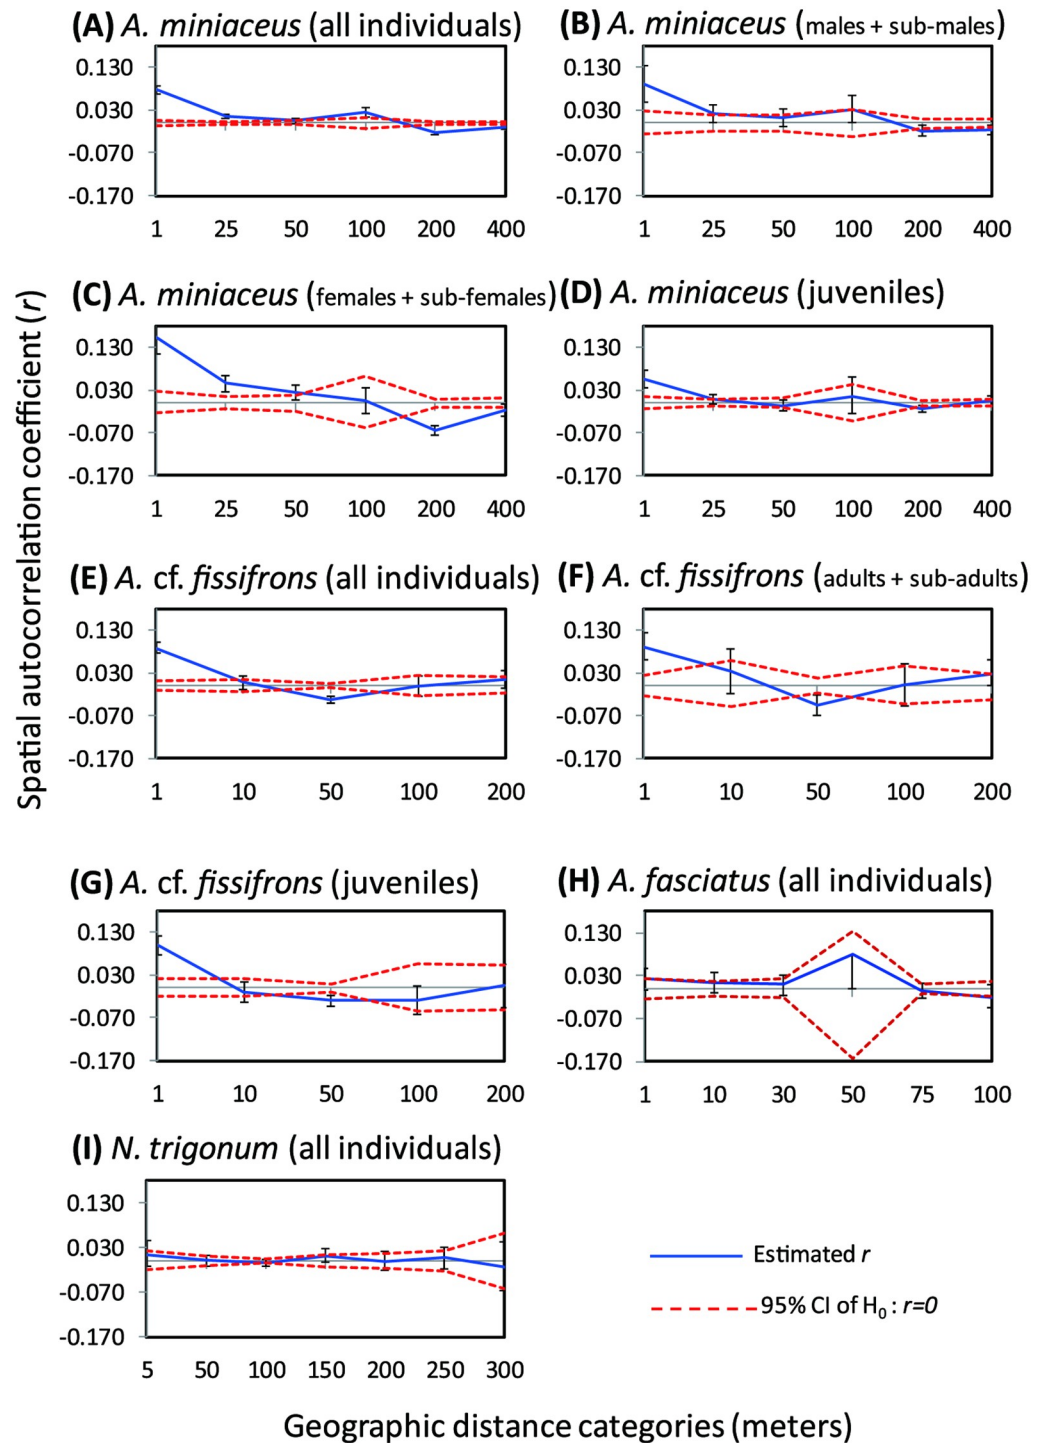 (A) A. miniaceus (all individuals)
0.130
0.030
-0.070
-0.170
1 25 50 100 200 400
(B) A. miniaceus (males + sub-males)
0.130
0.030
-0.070
-0.170
1 25 50 100 200 400
Spatial autocorrelation coefficient (r)
(C) A. miniaceus (females + sub-females)
0.130
0.030
-0.070
-0.170
1 25 50 100 200 400
(D) A. miniaceus (juveniles)
0.130
0.030
-0.070
-0.170
1 25 50 100 200 400
(E) A. cf. fissifrons (all individuals)
0.130
0.030
-0.070
-0.170
1 10 50 100 200
(F) A. cf. fissifrons (adults + sub-adults)
0.130
0.030
-0.070
-0.170
1 10 50 100 200
(G) A. cf. fissifrons (juveniles)
0.130
0.030
-0.070
-0.170
1 10 50 100 200
(H) A. fasciatus (all individuals)
0.130
0.030
-0.070
-0.170
1 10 30 50 75 100
(I) N. trigonum (all individuals)
0.130
0.030
-0.070
-0.170
5 50 100 150 200 250 300
Estimated r
95% CI of H₀ : r=0
Geographic distance categories (meters)